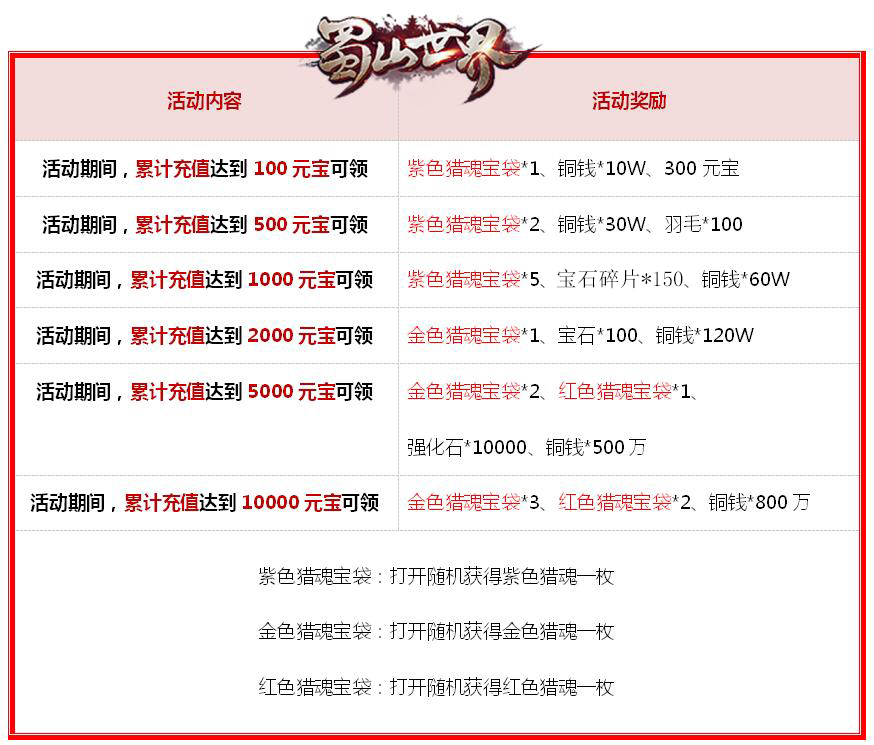 蜀山世界
活动内容
活动奖励
活动期间，累计充值达到 100 元宝可领
紫色猎魂宝袋*1、铜钱*10W、300 元宝
活动期间，累计充值达到 500 元宝可领
紫色猎魂宝袋*2、铜钱*30W、羽毛*100
活动期间，累计充值达到 1000 元宝可领
紫色猎魂宝袋*5、宝石碎片*150、铜钱*60W
活动期间，累计充值达到 2000 元宝可领
金色猎魂宝袋*1、宝石*100、铜钱*120W
活动期间，累计充值达到 5000 元宝可领
金色猎魂宝袋*2、红色猎魂宝袋*1、
强化石*10000、铜钱*500 万
活动期间，累计充值达到 10000 元宝可领
金色猎魂宝袋*3、红色猎魂宝袋*2、铜钱*800 万
紫色猎魂宝袋：打开随机获得紫色猎魂一枚
金色猎魂宝袋：打开随机获得金色猎魂一枚
红色猎魂宝袋：打开随机获得红色猎魂一枚